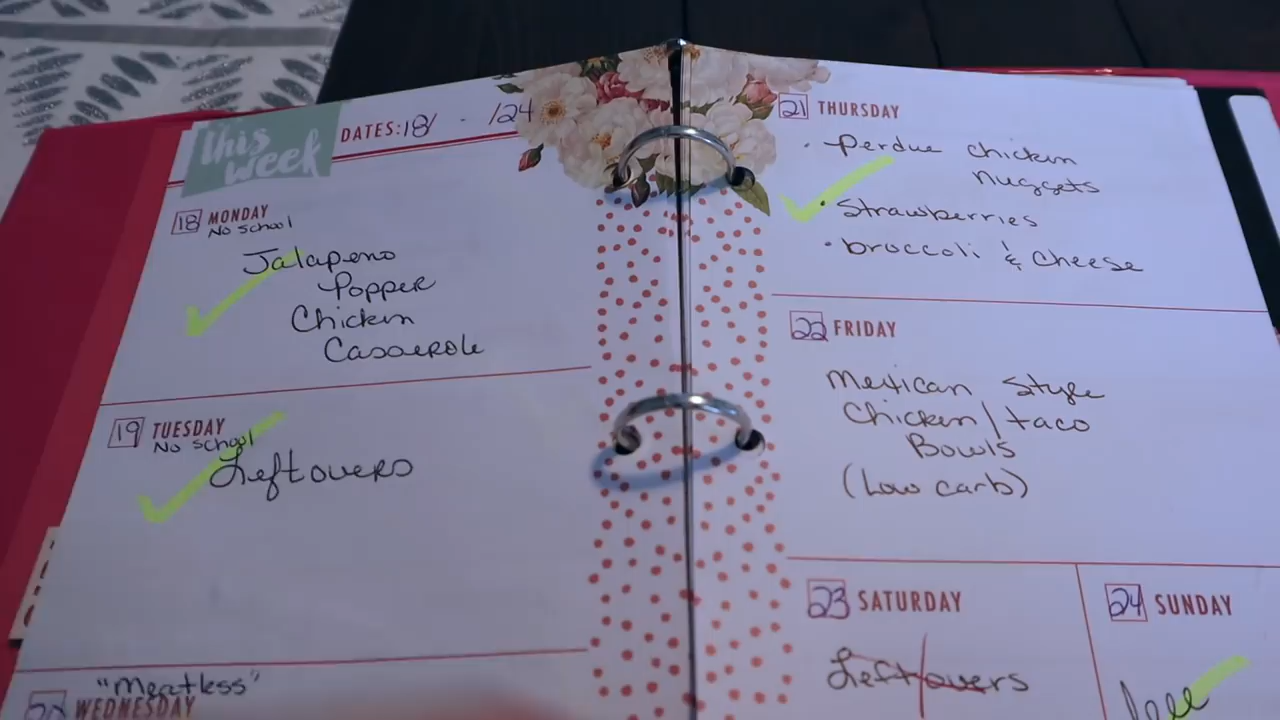 this week
DATES: 18/ - /24
18 MONDAY
No school
Jalapeno
Popper
Chicken
Casserole
19 TUESDAY
No school
Leftovers
"Meatless"
20 WEDNESDAY
21 THURSDAY
• Perdue chicken
nuggets
• Strawberries
• broccoli & cheese
22 FRIDAY
Mexican Style
Chicken/taco
Bowls
(Low carb)
23 SATURDAY
Leftovers
24 SUNDAY